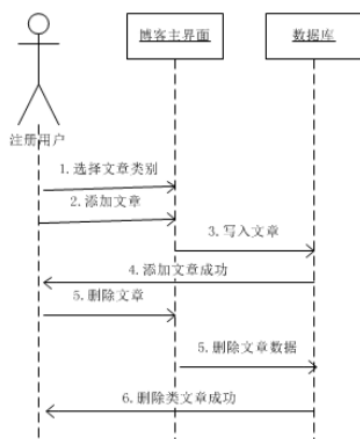 博客主界面
数据库
注册用户
1.选择文章类别
2.添加文章
3.写入文章
4.添加文章成功
5.删除文章
5.删除文章数据
6.删除类文章成功